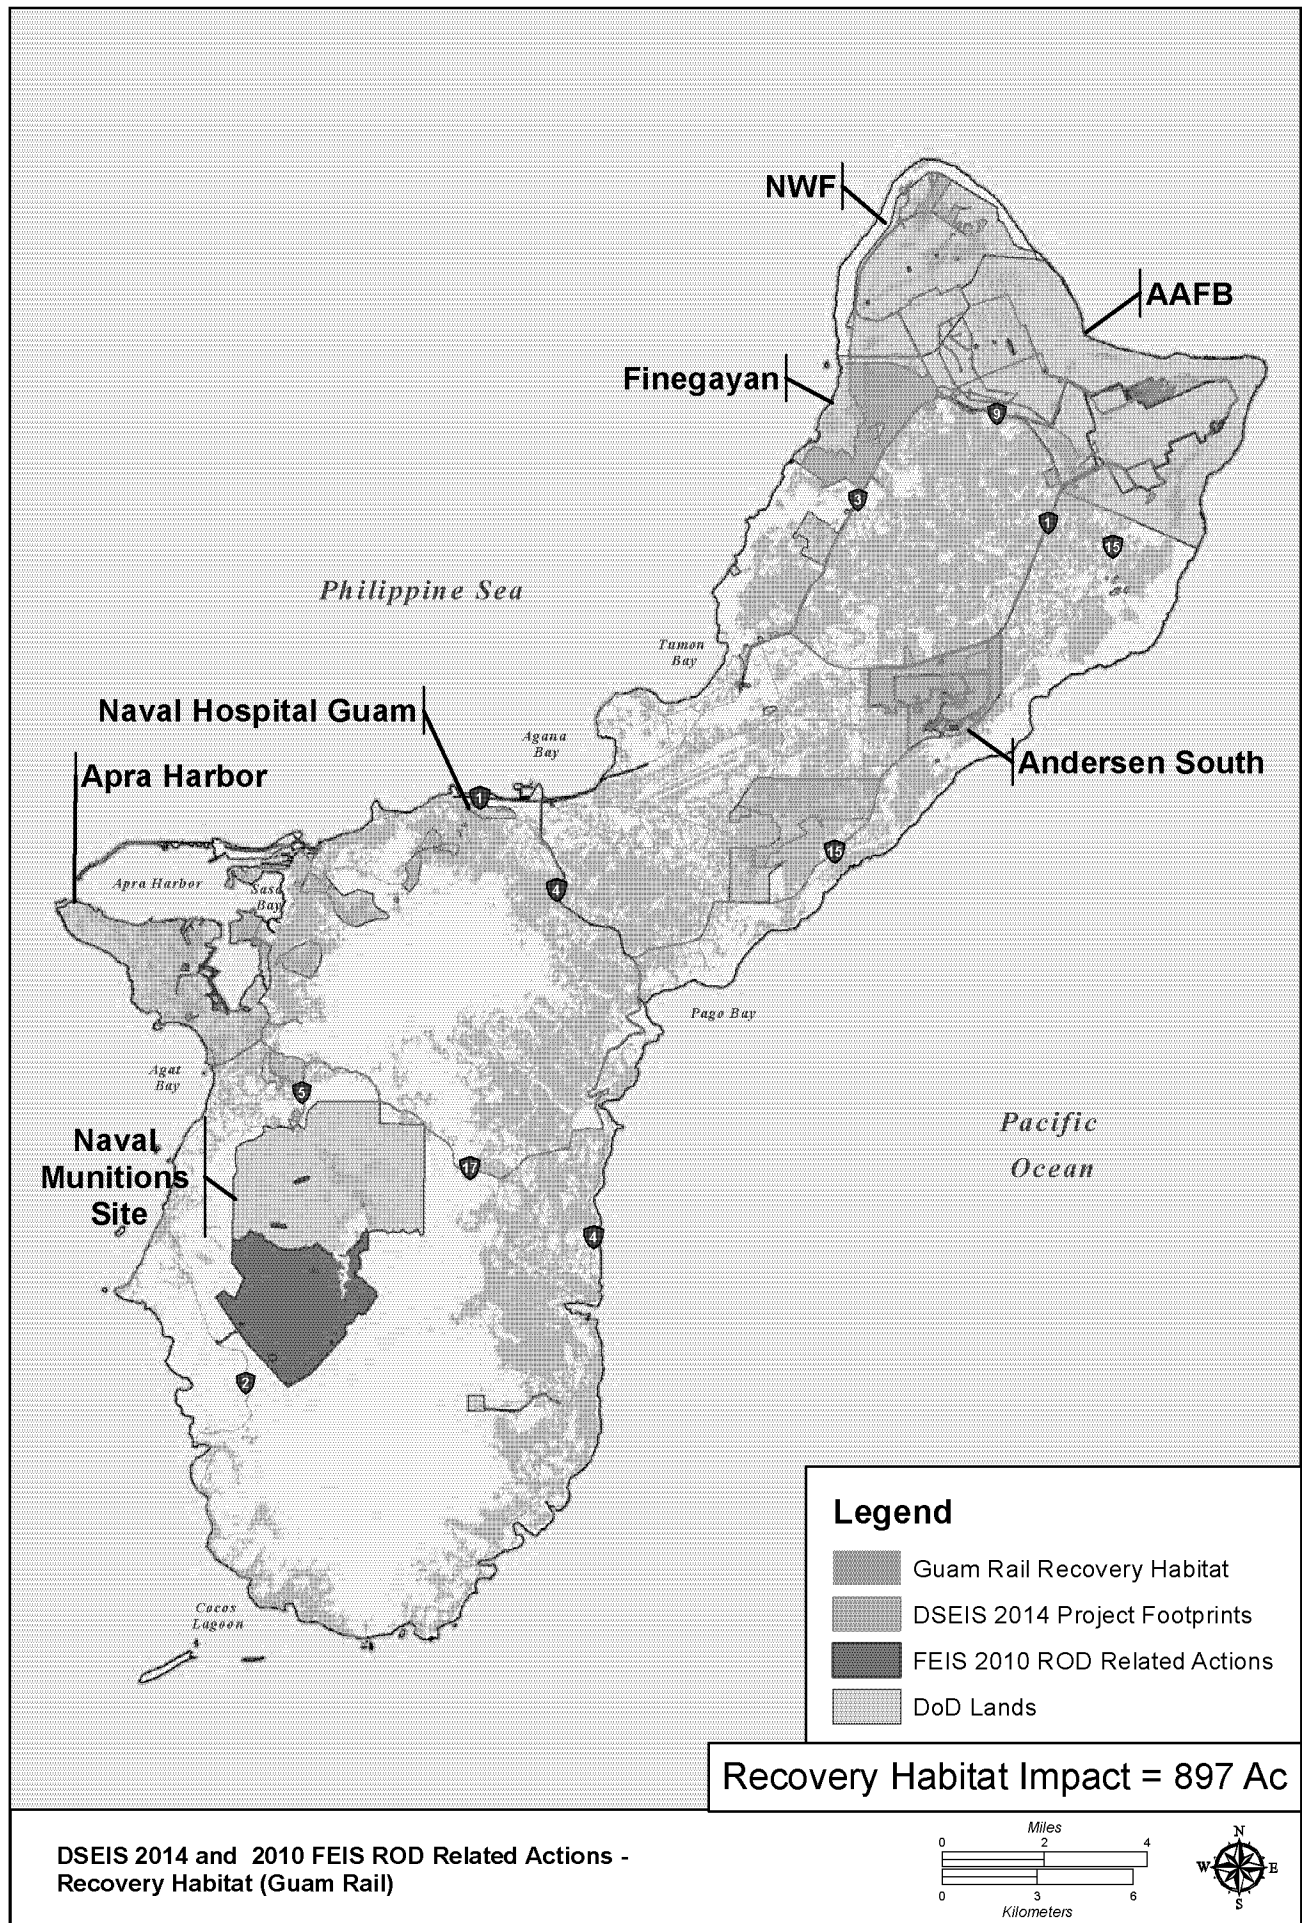 NWF
AAFB
Finegayan
9
3
1
15
Philippine Sea
Tumon
Bay
Naval Hospital Guam
Agana
Bay
Andersen South
Apra Harbor
1
15
Apra Harbor
Sasa
Bay
4
Pago Bay
Agat
Bay
5
Pacific
Ocean
Naval
Munitions
Site
17
4
2
Cocos
Lagoon
Legend
Guam Rail Recovery Habitat
DSEIS 2014 Project Footprints
FEIS 2010 ROD Related Actions
DoD Lands
Recovery Habitat Impact = 897 Ac
DSEIS 2014 and 2010 FEIS ROD Related Actions -
Recovery Habitat (Guam Rail)
Miles
0 2 4
0 3 6
Kilometers
N
W E
S